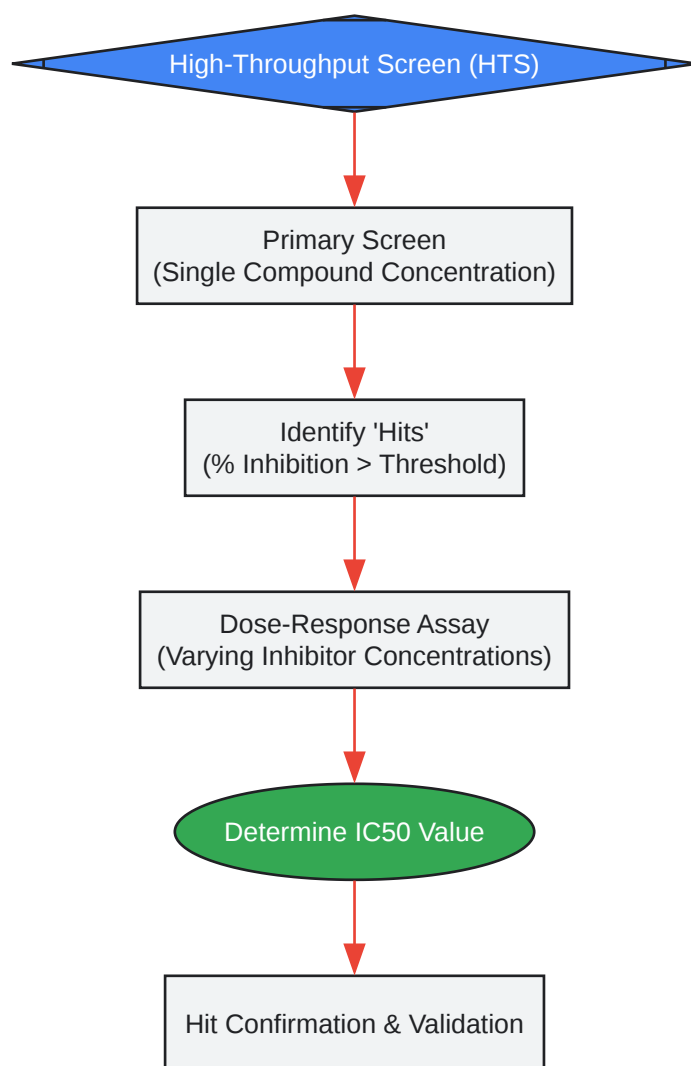 High-Throughput Screen (HTS)
Primary Screen
(Single Compound Concentration)
Identify 'Hits'
(% Inhibition > Threshold)
Dose-Response Assay
(Varying Inhibitor Concentrations)
Determine IC50 Value
Hit Confirmation & Validation